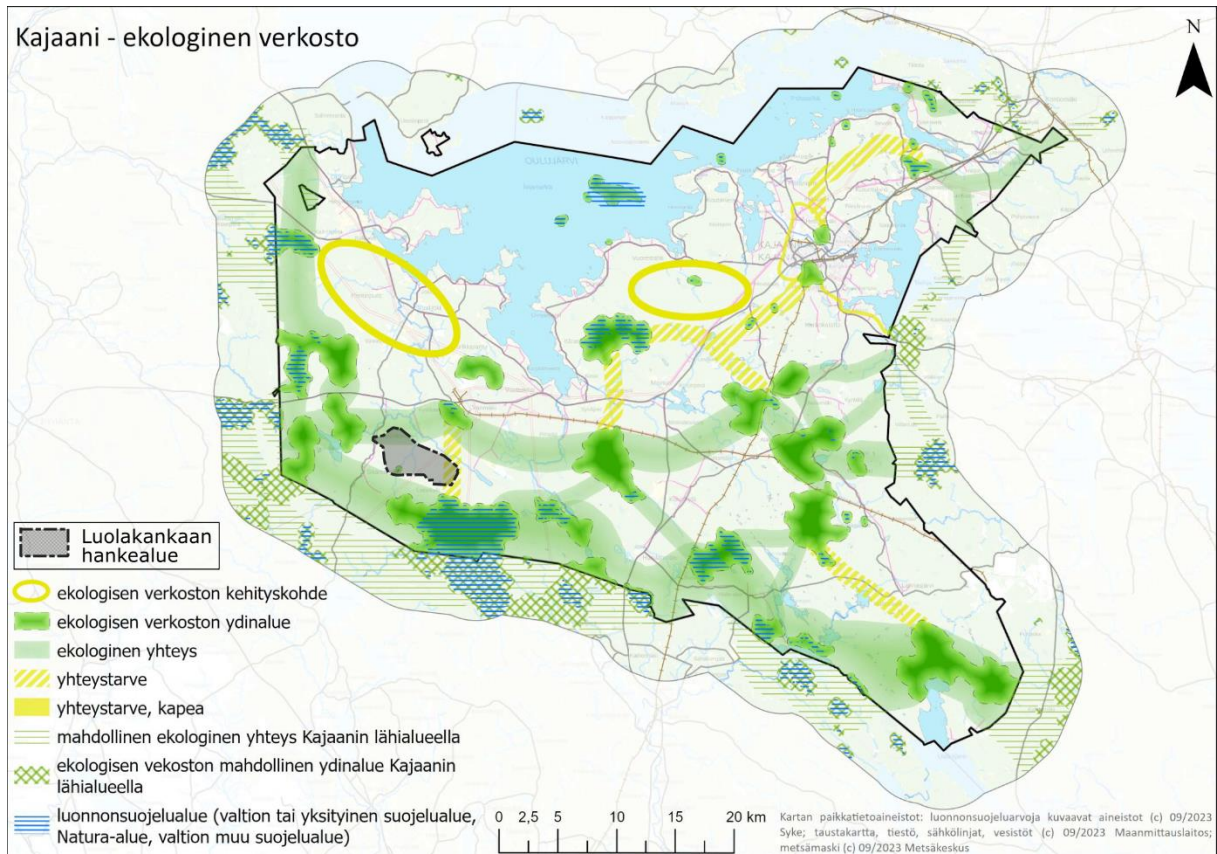 Kajaani - ekologinen verkosto
N
OULUJÄRVI
Luolakankaan
hankealue
ekologisen verkoston kehityskohde
ekologisen verkoston ydinalue
ekologinen yhteys
yhteystarve
yhteystarve, kapea
mahdollinen ekologinen yhteys Kajaanin lähialueella
ekologisen vekoston mahdollinen ydinalue Kajaanin
lähialueella
luonnonsuojelualue (valtion tai yksityinen suojelualue,
Natura-alue, valtion muu suojelualue)
0 2,5 5 10 15 20 km
Kartan paikkatietoaineistot: luonnonsuojeluarvoja kuvaavat aineistot (c) 09/2023
Syke; taustakartta, tiestö, sähkölinjat, vesistöt (c) 09/2023 Maanmittauslaitos;
metsämaski (c) 09/2023 Metsäkeskus